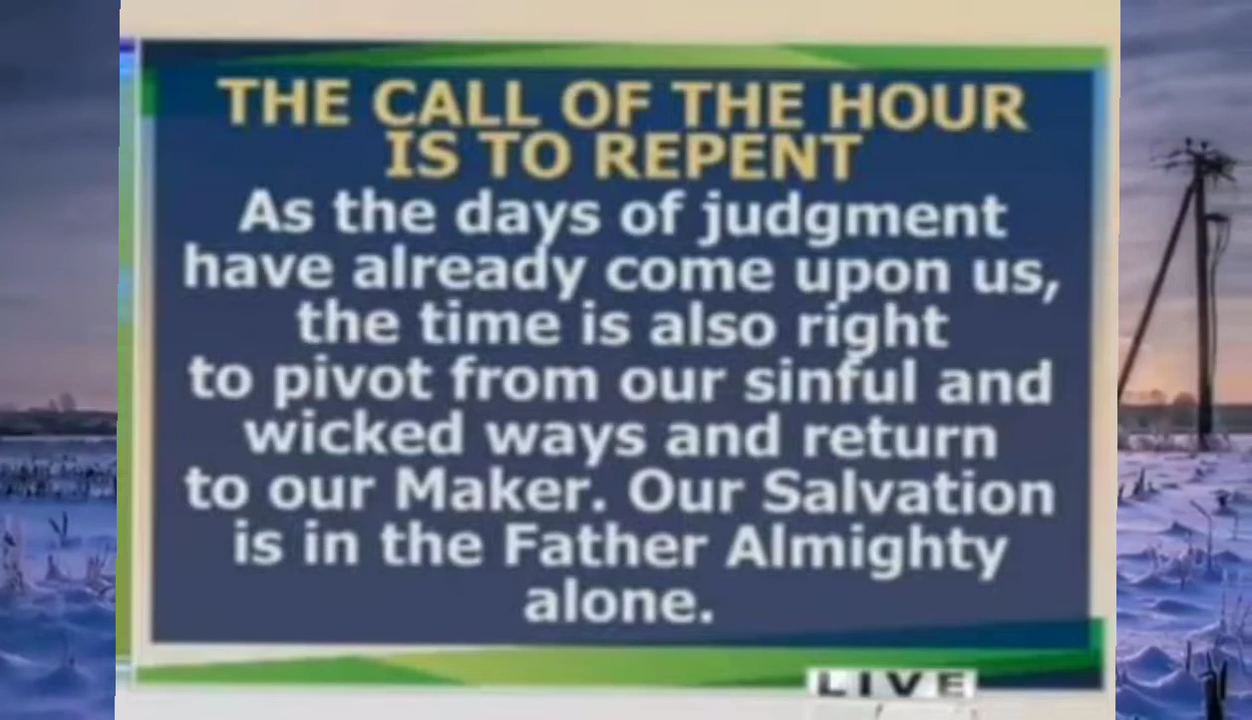 THE CALL OF THE HOUR
IS TO REPENT
As the days of judgment
have already come upon us,
the time is also right
to pivot from our sinful and
wicked ways and return
to our Maker. Our Salvation
is in the Father Almighty
alone.
LIVE